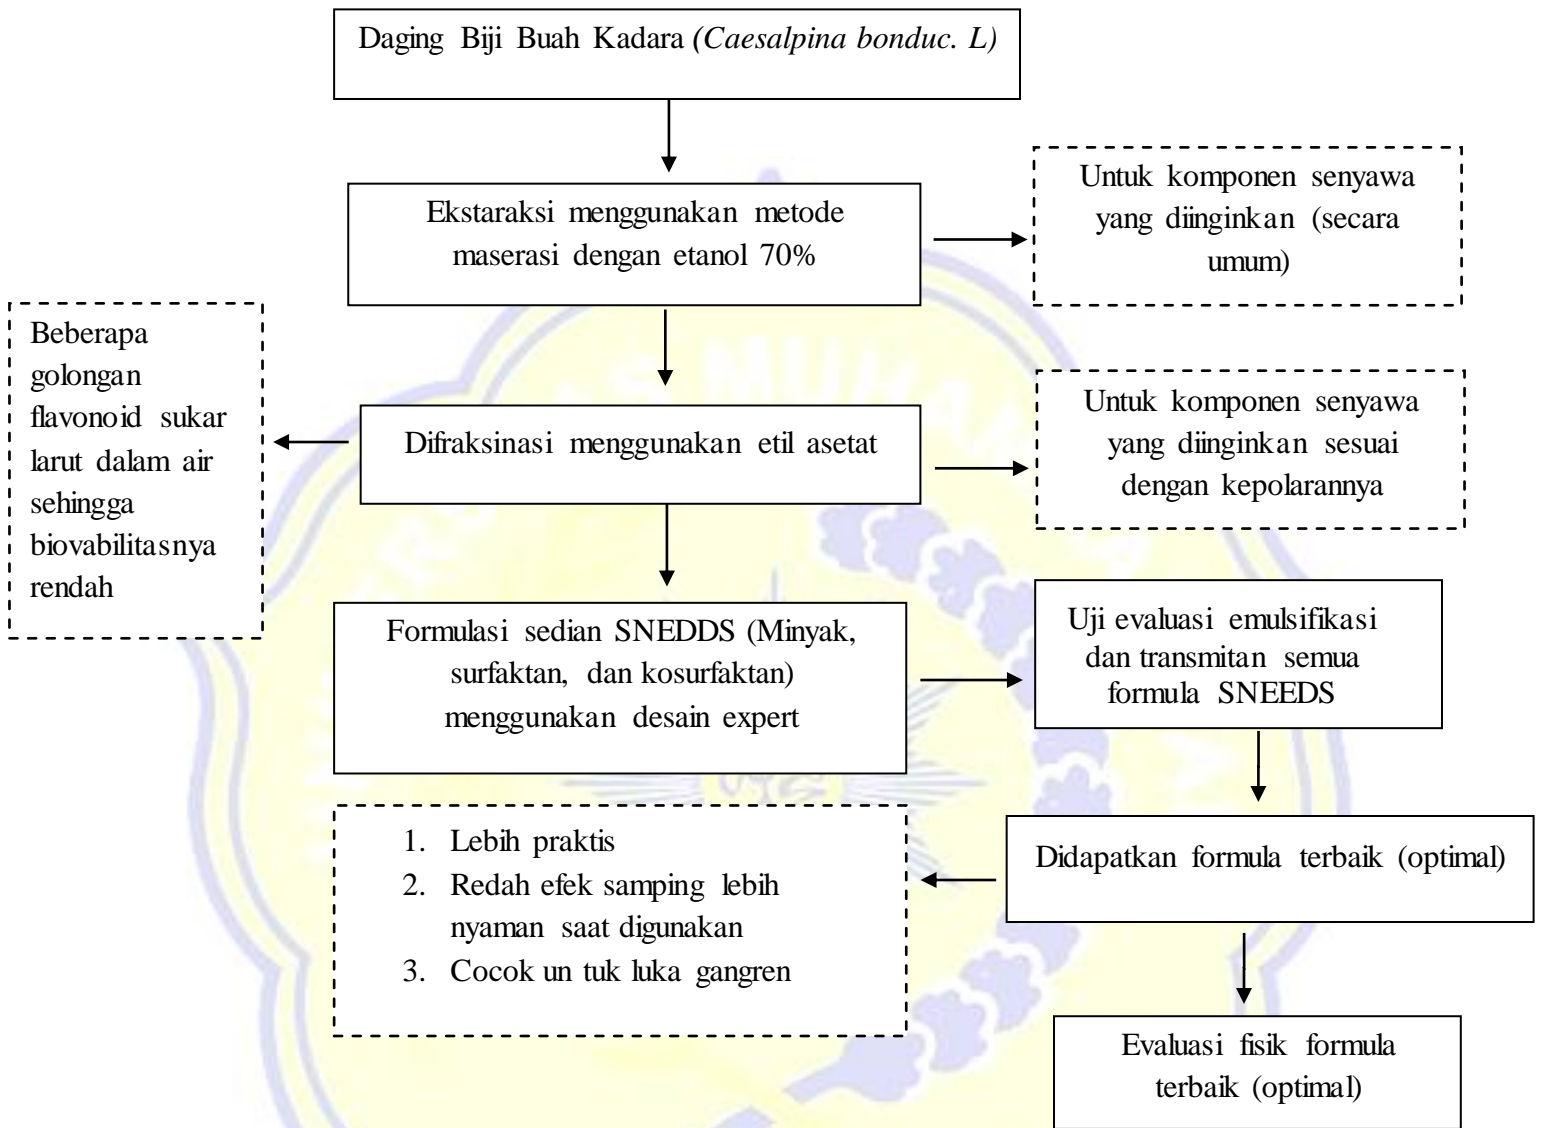 Daging Biji Buah Kadara (Caesalpina bonduc. L)
Ekstaraksi menggunakan metode
maserasi dengan etanol 70%
Untuk komponen senyawa
yang diinginkan (secara
umum)
Beberapa
golongan
flavonoid sukar
larut dalam air
sehingga
biovabilitasnya
rendah
Difraksinasi menggunakan etil asetat
Untuk komponen senyawa
yang diinginkan sesuai
dengan kepolarannya
Formulasi sedian SNEDDS (Minyak,
surfaktan, dan kosurfaktan)
menggunakan desain expert
Uji evaluasi emulsifikasi
dan transmitan semua
formula SNEEDS
1. Lebih praktis
2. Redah efek samping lebih
nyaman saat digunakan
3. Cocok un tuk luka gangren
Didapatkan formula terbaik (optimal)
Evaluasi fisik formula
terbaik (optimal)